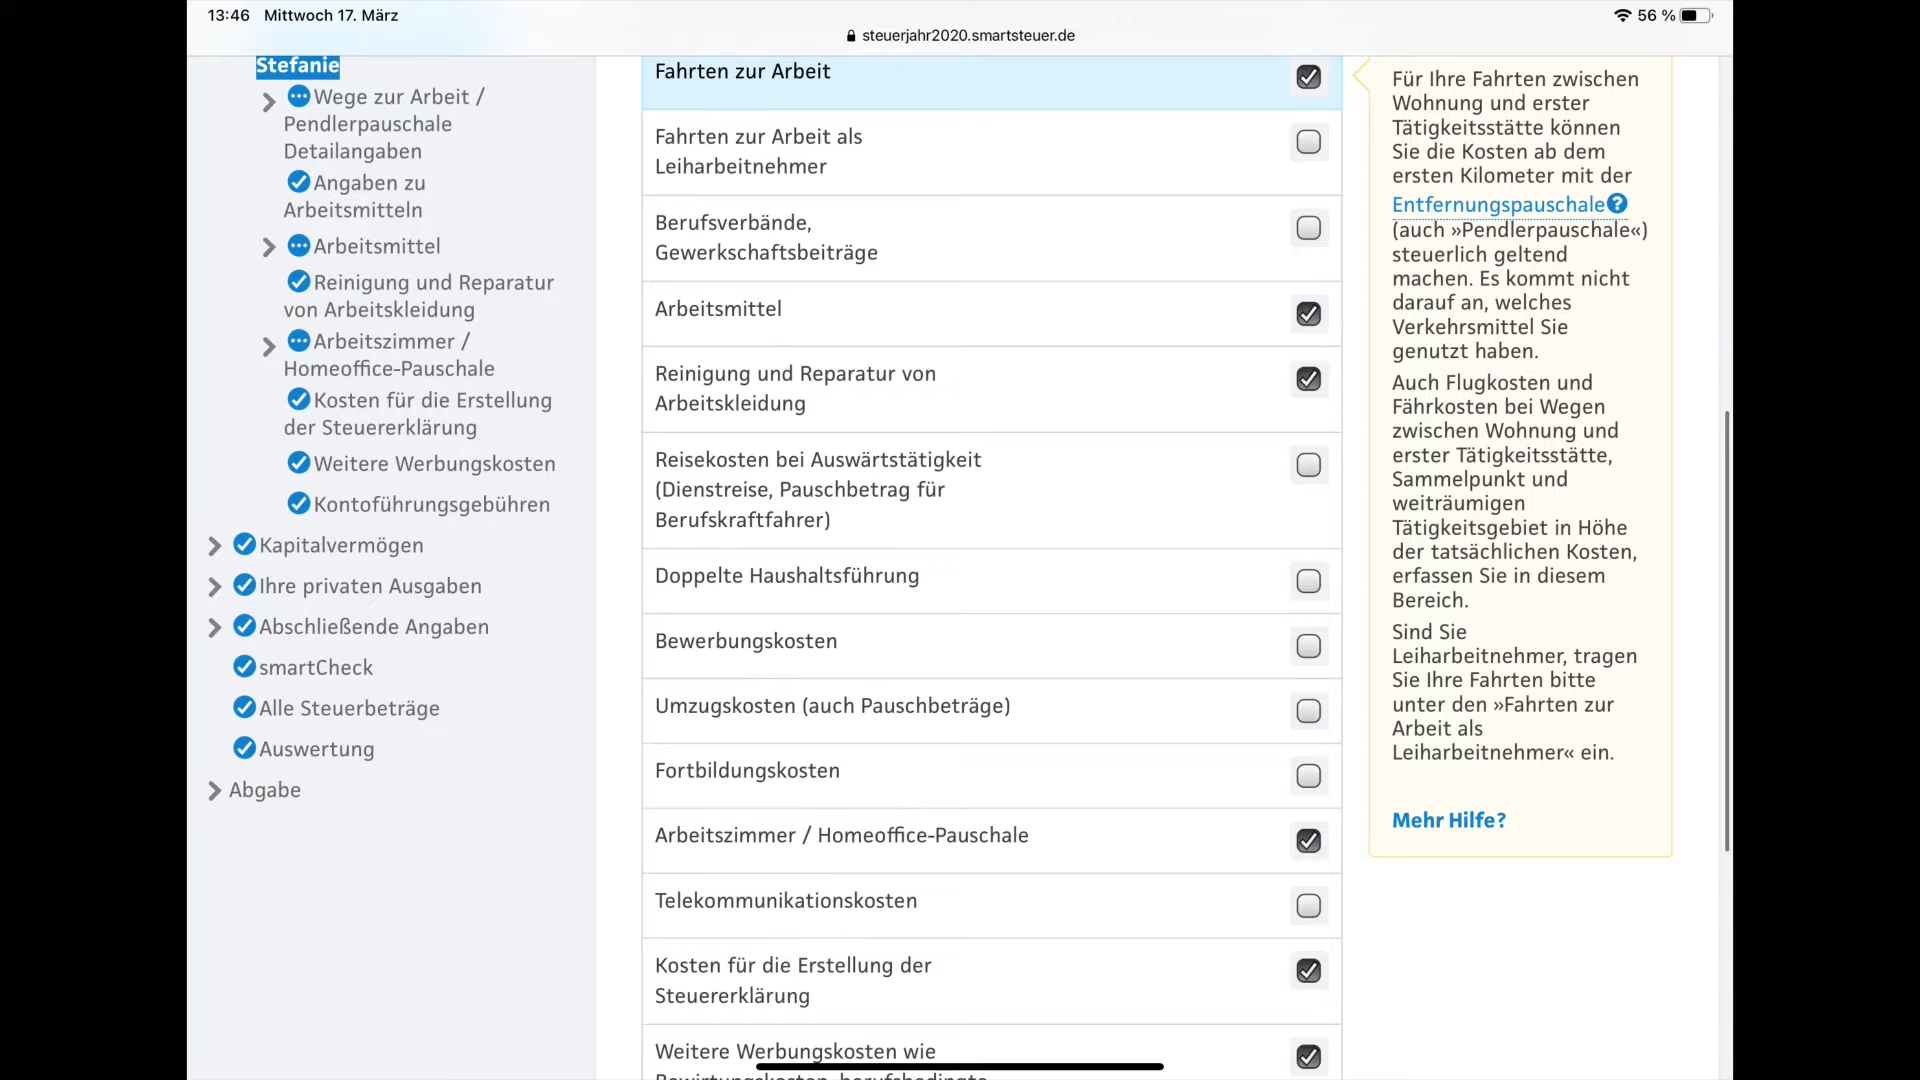 13:46 Mittwoch 17. März
56 %
steuerjahr2020.smartsteuer.de
Stefanie
Wege zur Arbeit /
Pendlerpauschale
Detailangaben
Angaben zu
Arbeitsmitteln
Arbeitsmittel
Reinigung und Reparatur
von Arbeitskleidung
Arbeitszimmer /
Homeoffice-Pauschale
Kosten für die Erstellung
der Steuererklärung
Weitere Werbungskosten
Kontoführungsgebühren
Kapitalvermögen
Ihre privaten Ausgaben
Abschließende Angaben
smartCheck
Alle Steuerbeträge
Auswertung
Abgabe
Fahrten zur Arbeit
Fahrten zur Arbeit als
Leiharbeitnehmer
Berufsverbände,
Gewerkschaftsbeiträge
Arbeitsmittel
Reinigung und Reparatur von
Arbeitskleidung
Reisekosten bei Auswärtstätigkeit
(Dienstreise, Pauschbetrag für
Berufskraftfahrer)
Doppelte Haushaltsführung
Bewerbungskosten
Umzugskosten (auch Pauschbeträge)
Fortbildungskosten
Arbeitszimmer / Homeoffice-Pauschale
Telekommunikationskosten
Kosten für die Erstellung der
Steuererklärung
Weitere Werbungskosten wie
Bewirtungskosten, berufsbedingte
Für Ihre Fahrten zwischen
Wohnung und erster
Tätigkeitsstätte können
Sie die Kosten ab dem
ersten Kilometer mit der
Entfernungspauschale
(auch »Pendlerpauschale«)
steuerlich geltend
machen. Es kommt nicht
darauf an, welches
Verkehrsmittel Sie
genutzt haben.
Auch Flugkosten und
Fährkosten bei Wegen
zwischen Wohnung und
erster Tätigkeitsstätte,
Sammelpunkt und
weiträumigen
Tätigkeitsgebiet in Höhe
der tatsächlichen Kosten,
erfassen Sie in diesem
Bereich.
Sind Sie
Leiharbeitnehmer, tragen
Sie Ihre Fahrten bitte
unter den »Fahrten zur
Arbeit als
Leiharbeitnehmer« ein.
Mehr Hilfe?